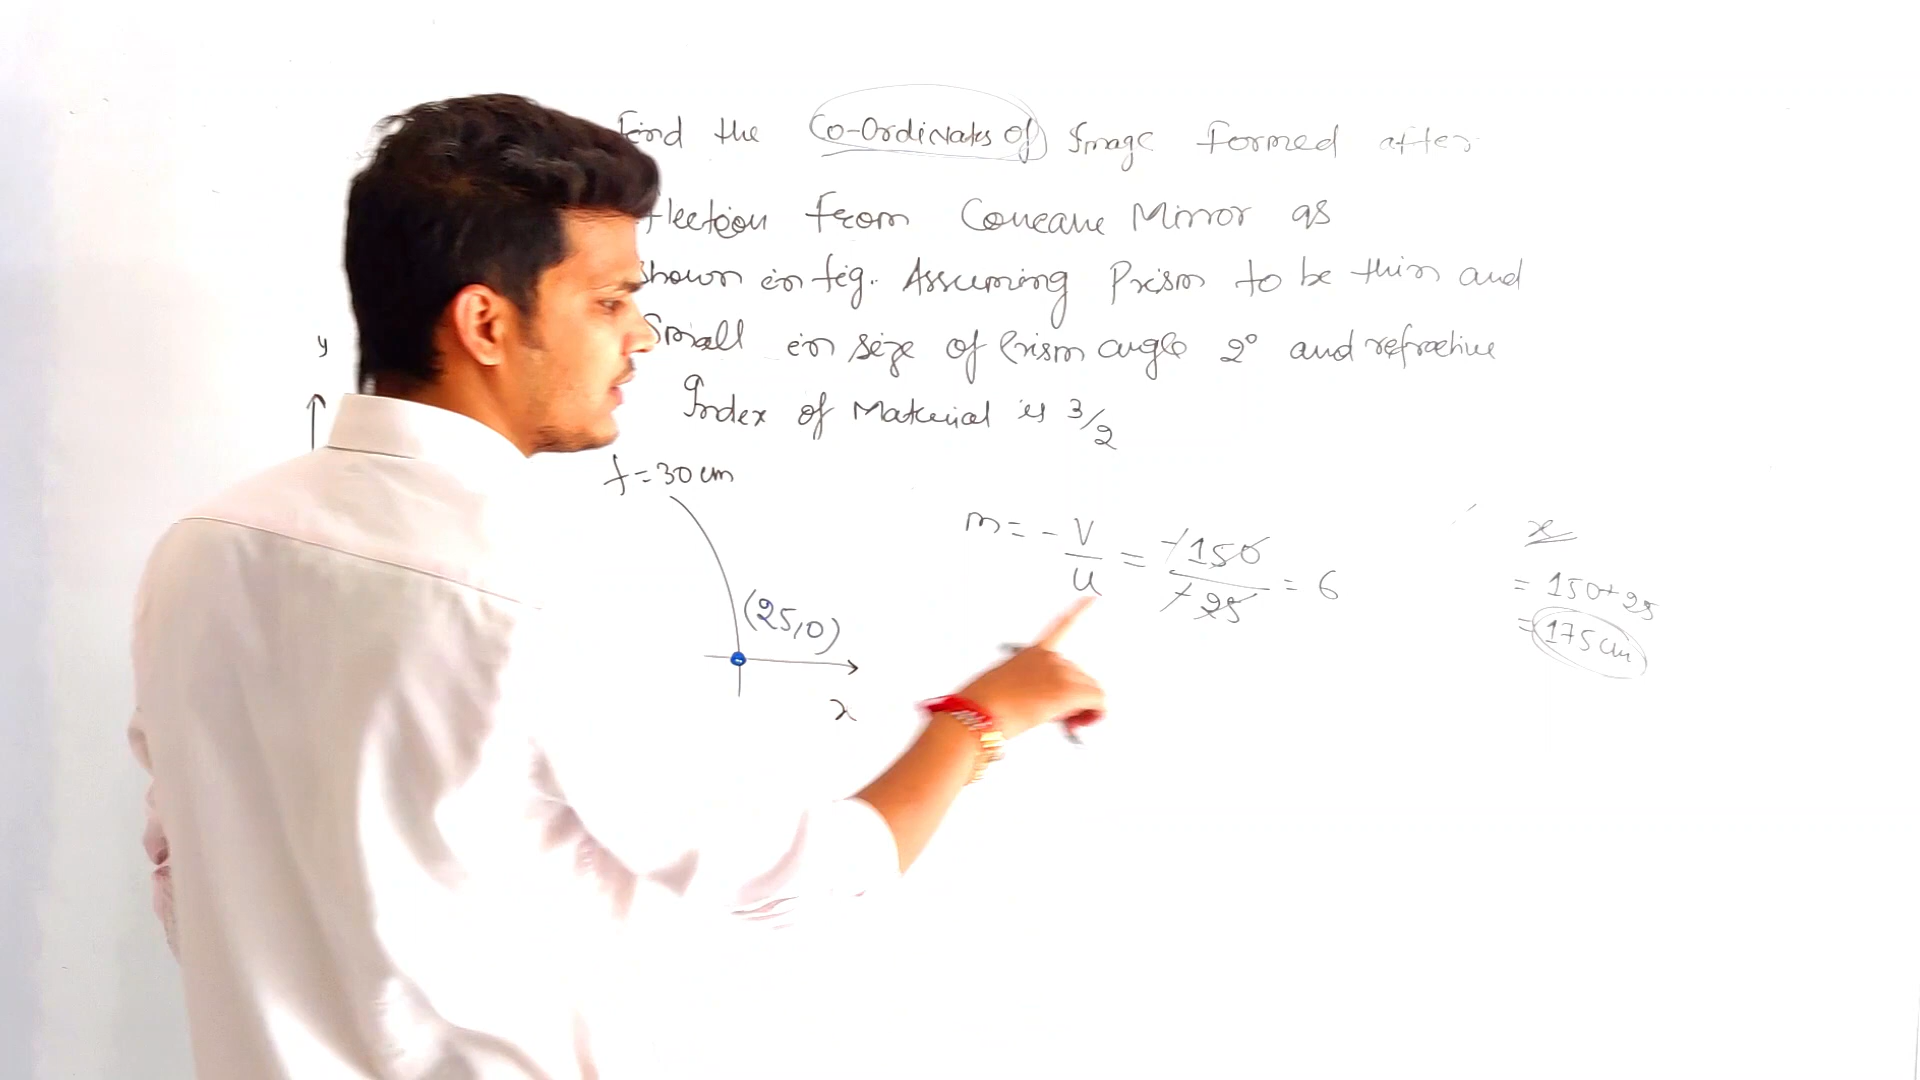 Find the Co-Ordinates of Image formed after
flection from Concave Mirror as
shown in fig. Assuming Prism to be thin and
Small in size of Prism angle 2° and refractive
Index of Material is 3/2
y
f = 30 cm
(25,0)
x
m = - V/U = -150/-25 = 6
x
= 150+25
= 175 cm